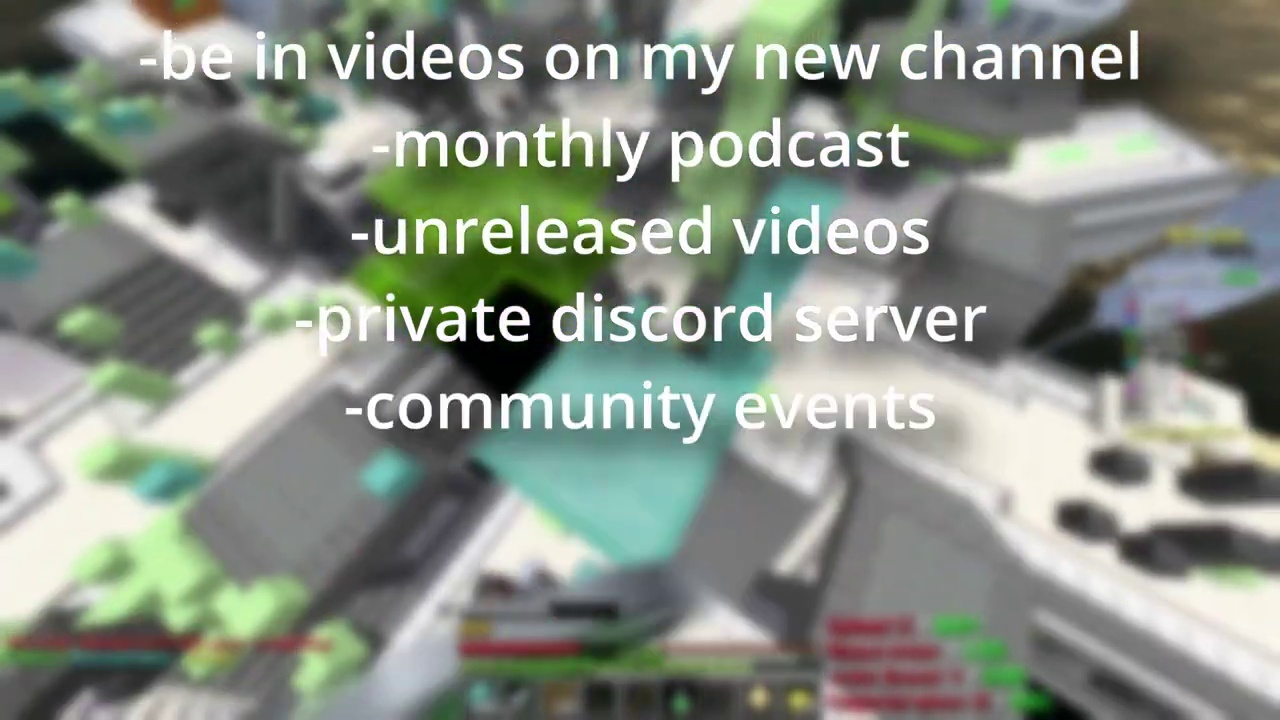 -be in videos on my new channel
-monthly podcast
-unreleased videos
-private discord server
-community events